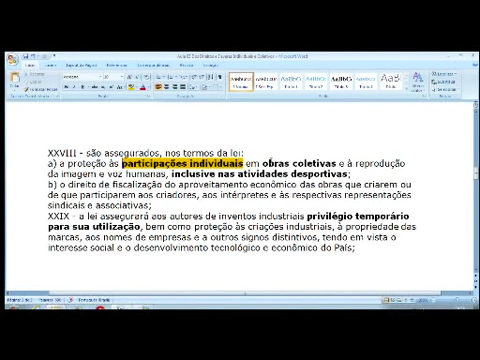 Microsoft Word
XXVIII - são assegurados, nos termos da lei:
a) a proteção às participações individuais em obras coletivas e à reprodução
da imagem e voz humanas, inclusive nas atividades desportivas;
b) o direito de fiscalização do aproveitamento econômico das obras que criarem ou
de que participarem aos criadores, aos intérpretes e às respectivas representações
sindicais e associativas;
XXIX - a lei assegurará aos autores de inventos industriais privilégio temporário
para sua utilização, bem como proteção às criações industriais, à propriedade das
marcas, aos nomes de empresas e a outros signos distintivos, tendo em vista o
interesse social e o desenvolvimento tecnológico e econômico do País;